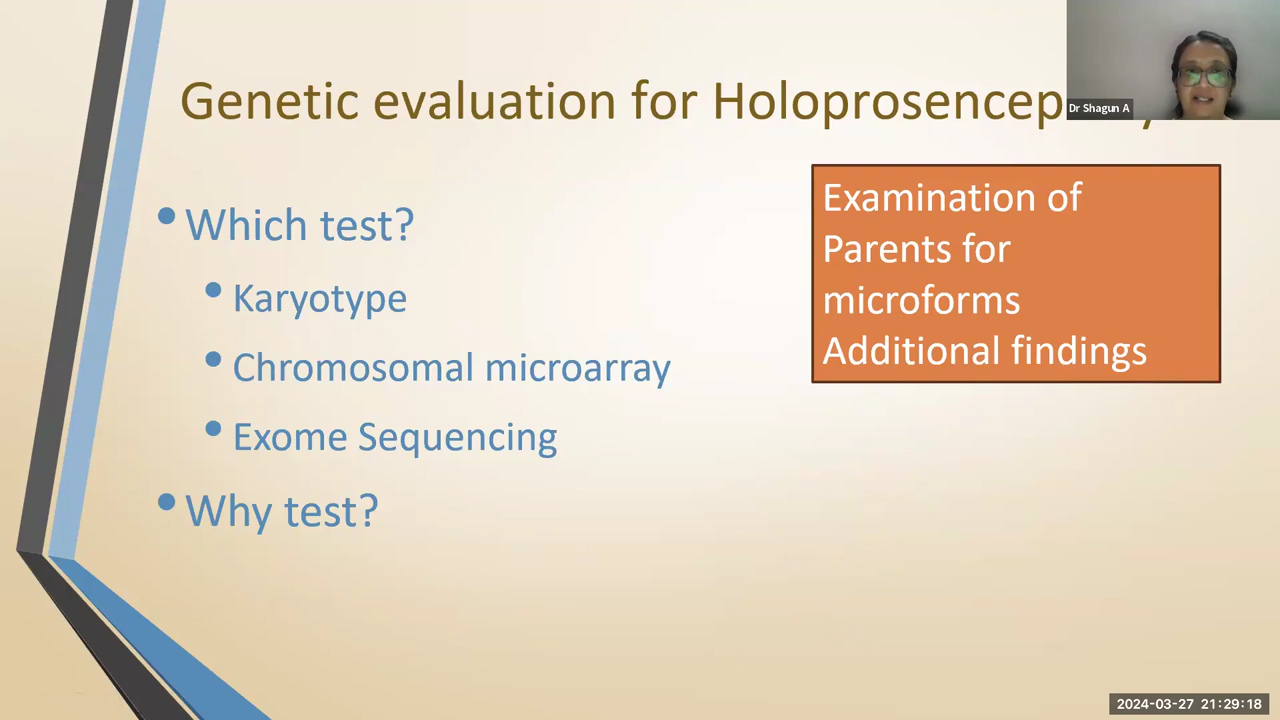 Genetic evaluation for
Dr Shagun A
Examination of
Parents for
microforms
Additional findings
• Which test?
• Karyotype
• Chromosomal microarray
• Exome Sequencing
• Why test?
2024-03-27 21:29:18